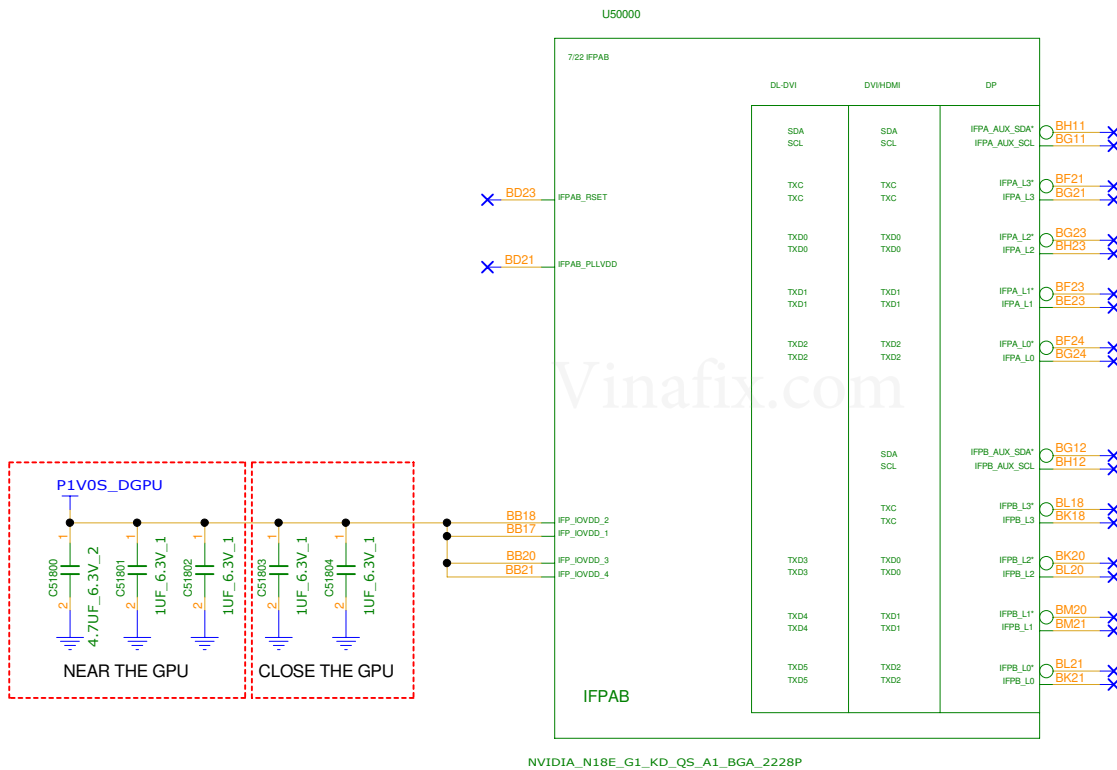 U50000
7/22 IFPAB
DL-DVI DVI/HDMI DP
SDA SDA IFPA_AUX_SDA* BH11
SCL SCL IFPA_AUX_SCL BG11
TXC TXC IFPA_L3* BF21
TXC TXC IFPA_L3 BG21
BD23 IFPAB_RSET
TXD0 TXD0 IFPA_L2* BG23
TXD0 TXD0 IFPA_L2 BH23
BD21 IFPAB_PLLVDD
TXD1 TXD1 IFPA_L1* BF23
TXD1 TXD1 IFPA_L1 BE23
TXD2 TXD2 IFPA_L0* BF24
TXD2 TXD2 IFPA_L0 BG24
Vinafix.com
SDA IFPB_AUX_SDA* BG12
SCL IFPB_AUX_SCL BH12
P1V0S_DGPU
TXC IFPB_L3* BL18
TXC IFPB_L3 BK18
BB18 IFP_IOVDD_2
BB17 IFP_IOVDD_1
BB20 IFP_IOVDD_3
BB21 IFP_IOVDD_4
TXD3 TXD0 IFPB_L2* BK20
TXD3 TXD0 IFPB_L2 BL20
1 1 1 1 1
C51800 4.7UF_6.3V_2
C51801 1UF_6.3V_1
C51802 1UF_6.3V_1
C51803 1UF_6.3V_1
C51804 1UF_6.3V_1
2 2 2 2 2
TXD4 TXD1 IFPB_L1* BM20
TXD4 TXD1 IFPB_L1 BM21
TXD5 TXD2 IFPB_L0* BL21
TXD5 TXD2 IFPB_L0 BK21
NEAR THE GPU CLOSE THE GPU
IFPAB
NVIDIA_N18E_G1_KD_QS_A1_BGA_2228P